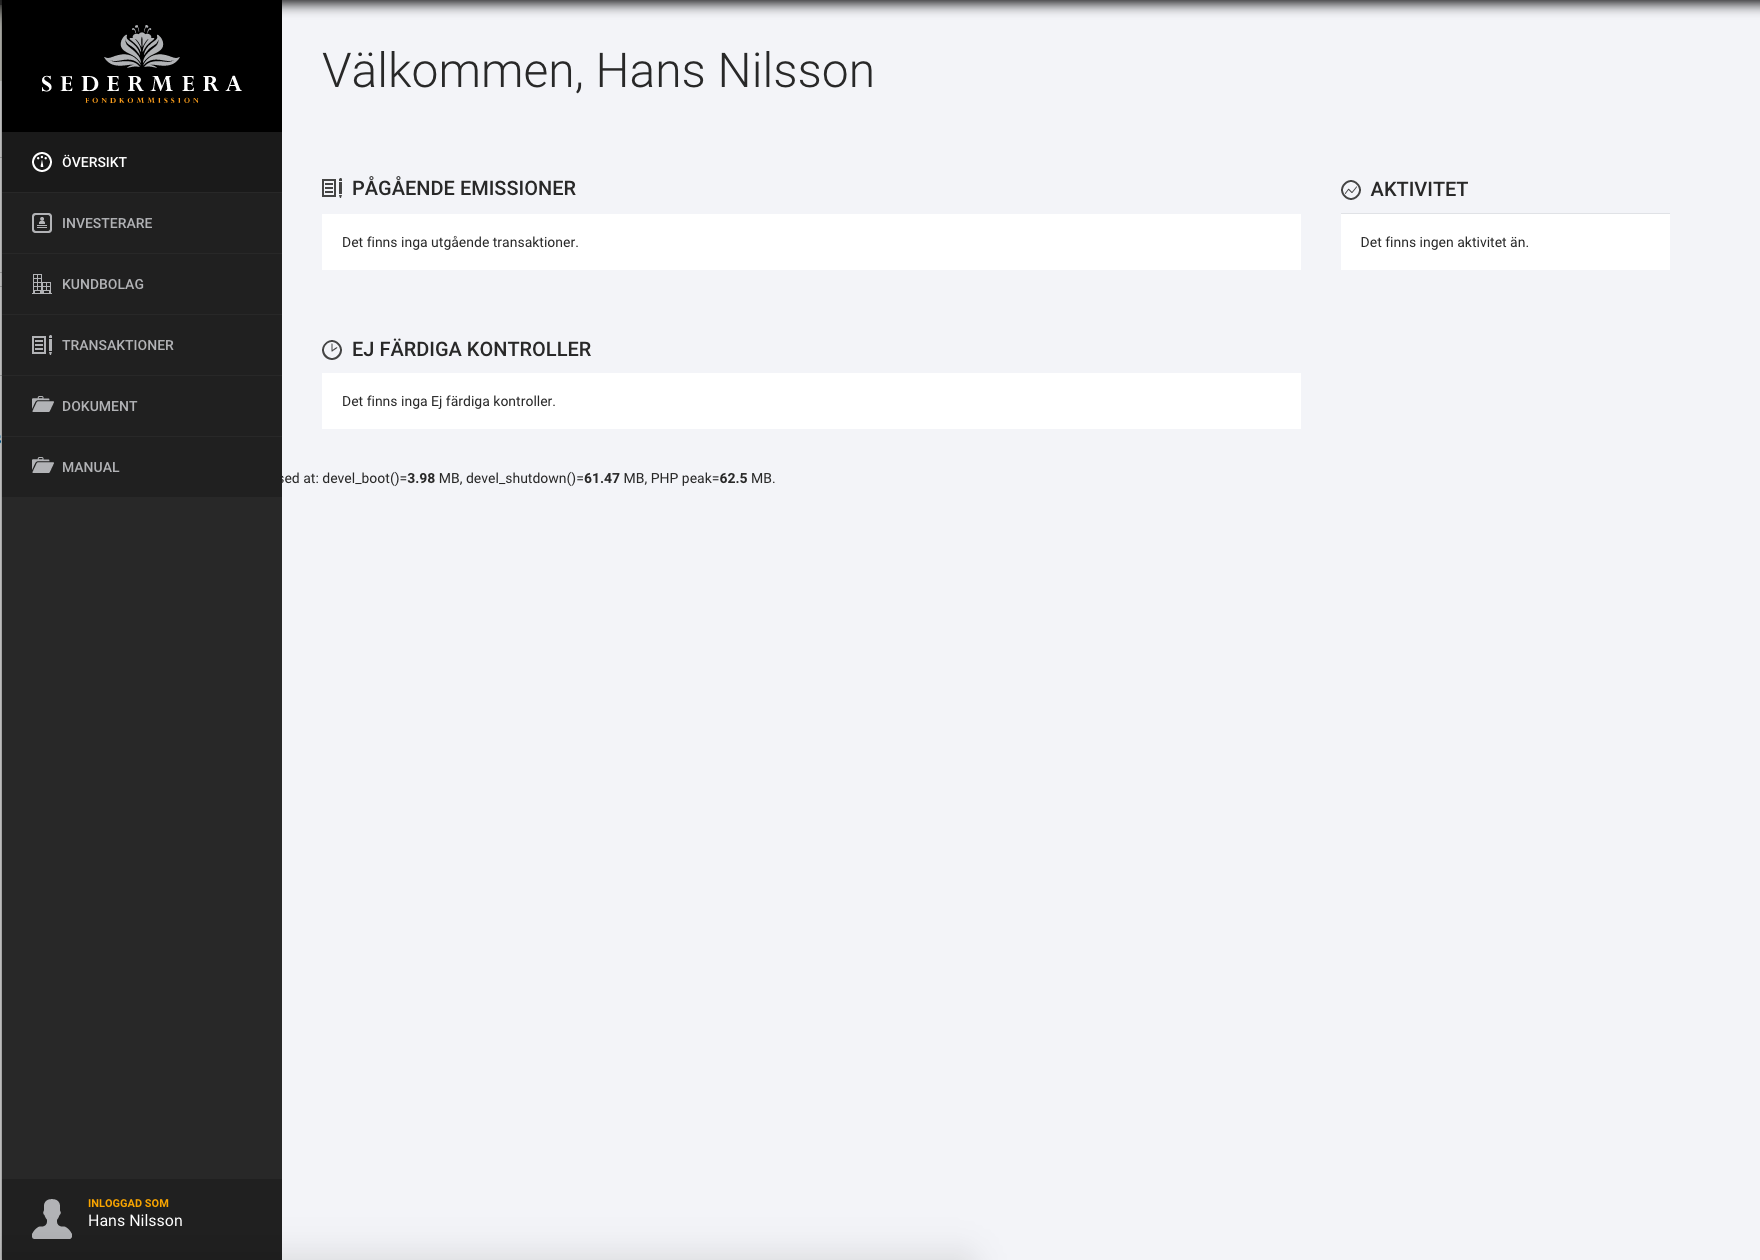 SEDERMERA
FONDKOMMISSION
ÖVERSIKT
INVESTERARE
KUNDBOLAG
TRANSAKTIONER
DOKUMENT
MANUAL
INLOGGAD SOM
Hans Nilsson
Välkommen, Hans Nilsson
PÅGÅENDE EMISSIONER
Det finns inga utgående transaktioner.
AKTIVITET
Det finns ingen aktivitet än.
EJ FÄRDIGA KONTROLLER
Det finns inga Ej färdiga kontroller.
at: devel_boot()=3.98 MB, devel_shutdown()=61.47 MB, PHP peak=62.5 MB.